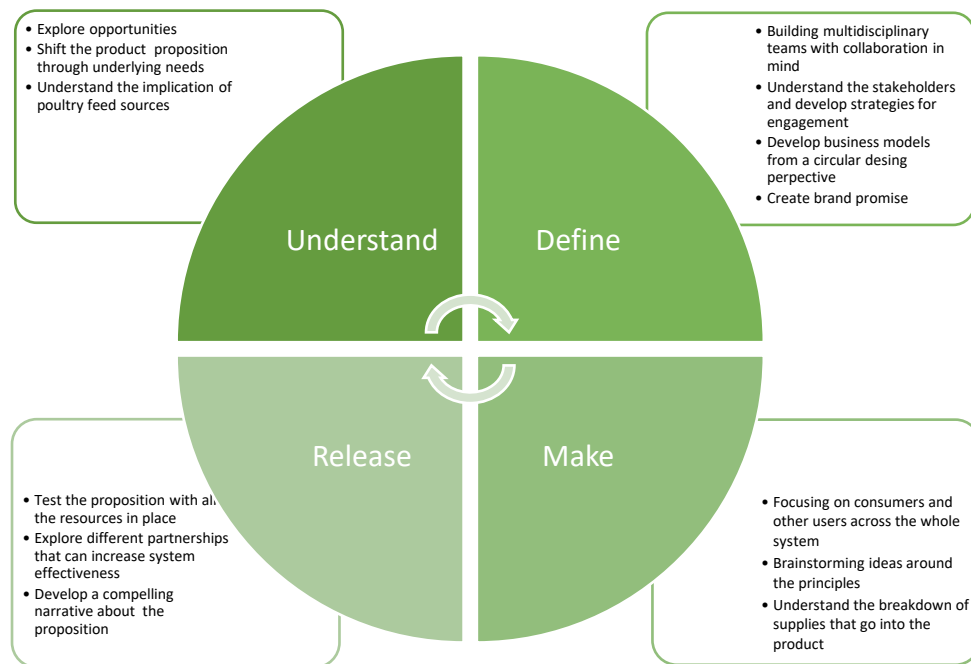 • Explore opportunities
• Shift the product proposition
through underlying needs
• Understand the implication of
poultry feed sources
• Building multidisciplinary
teams with collaboration in
mind
• Understand the stakeholders
and develop strategies for
engagement
• Develop business models
from a circular desing
perpective
• Create brand promise
Understand
Define
Release
Make
• Test the proposition with all
the resources in place
• Explore different partnerships
that can increase system
effectiveness
• Develop a compelling
narrative about the
proposition
• Focusing on consumers and
other users across the whole
system
• Brainstorming ideas around
the principles
• Understand the breakdown of
supplies that go into the
product